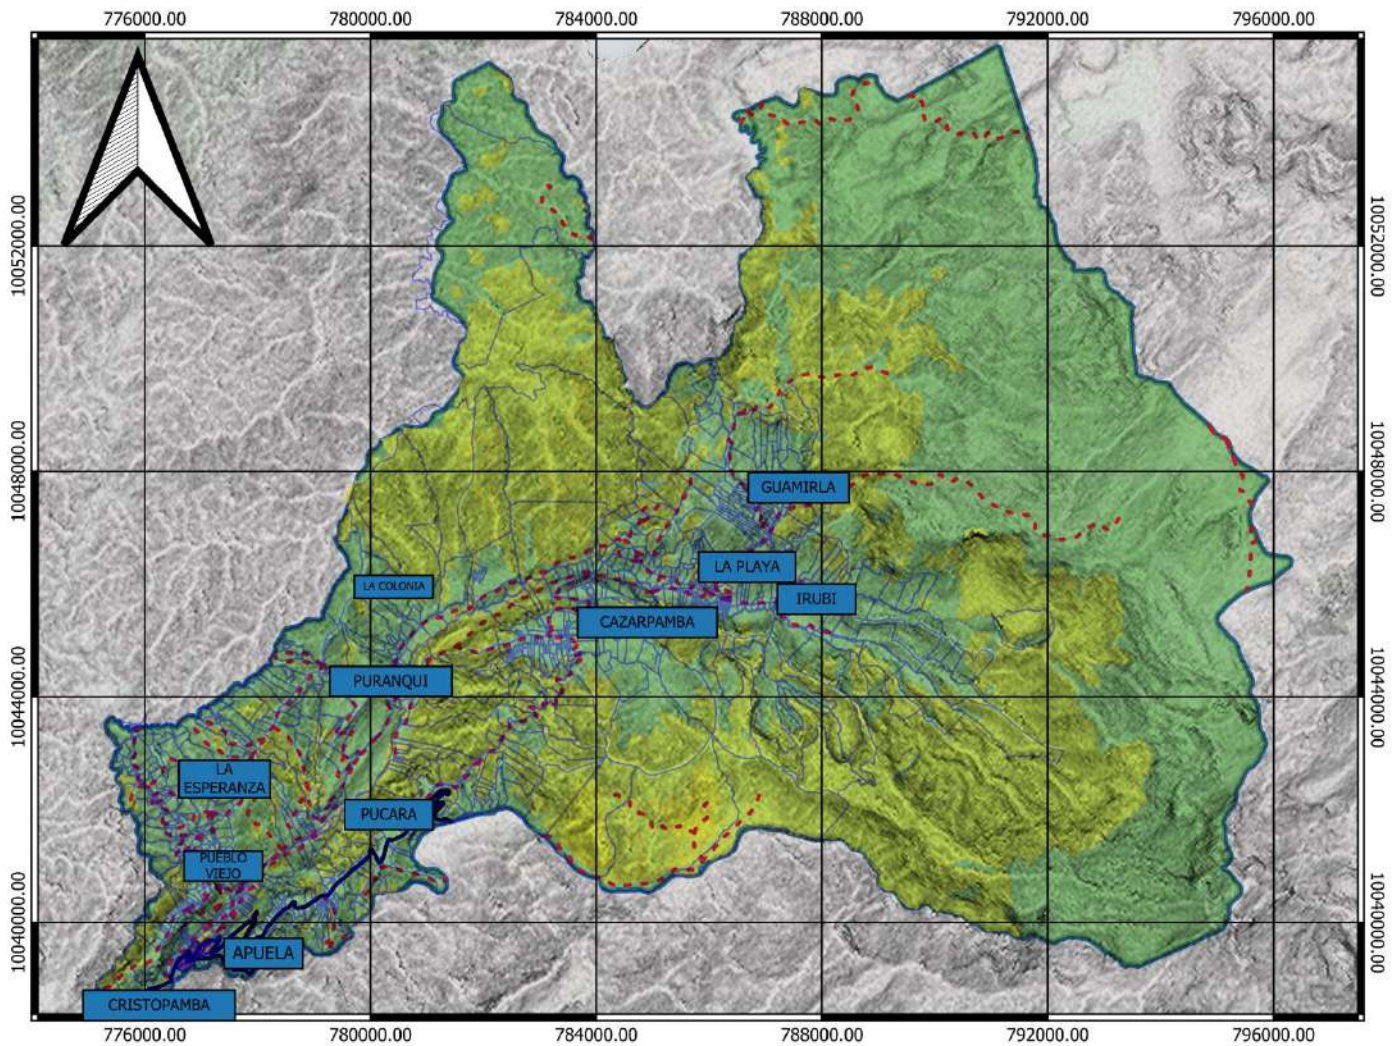 776000.00 780000.00 784000.00 788000.00 792000.00 796000.00
10052000.00 10052000.00
10048000.00 10048000.00
GUAMIRLA
LA PLAYA
LA COLONIA
IRUBI
CAZARPAMBA
PURANQUI
10044000.00 10044000.00
LA
ESPERANZA
PUCARA
PUEBLO
VIEJO
10040000.00 10040000.00
APUELA
CRISTOPAMBA
776000.00 780000.00 784000.00 788000.00 792000.00 796000.00